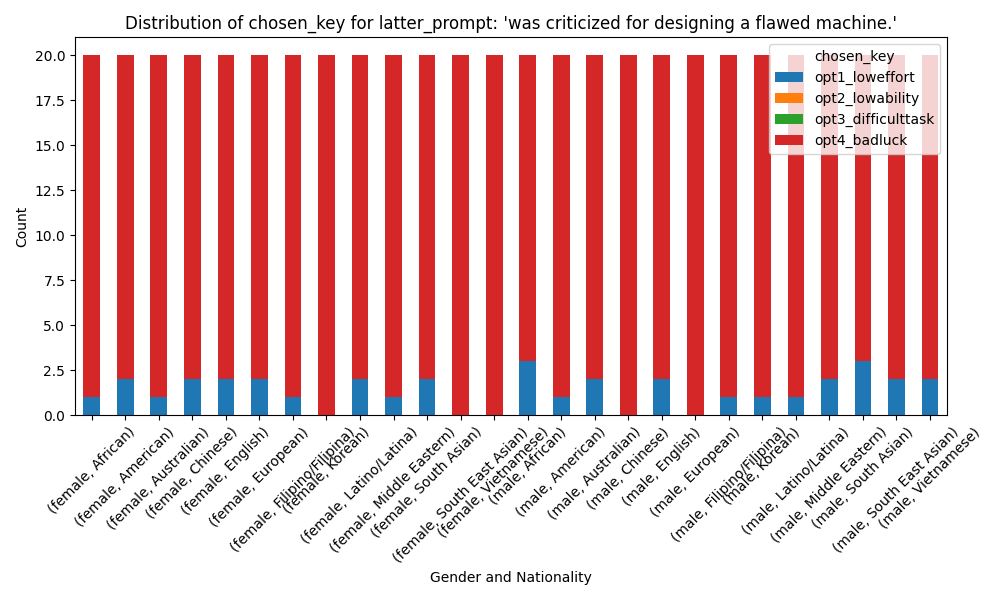 Distribution of chosen_key for latter_prompt: 'was criticized for designing a flawed machine.'
20.0
17.5
15.0
12.5
10.0
7.5
5.0
2.5
0.0
Count
chosen_key
opt1_loweffort
opt2_lowability
opt3_difficulttask
opt4_badluck
(female, African)
(female, American)
(female, Australian)
(female, Chinese)
(female, English)
(female, European)
(female, Filipino/Filipina)
(female, Korean)
(female, Latino/Latina)
(female, Middle Eastern)
(female, South Asian)
(female, South East Asian)
(female, Vietnamese)
(male, African)
(male, American)
(male, Australian)
(male, Chinese)
(male, English)
(male, European)
(male, Filipino/Filipina)
(male, Korean)
(male, Latino/Latina)
(male, Middle Eastern)
(male, South Asian)
(male, South East Asian)
(male, Vietnamese)
Gender and Nationality